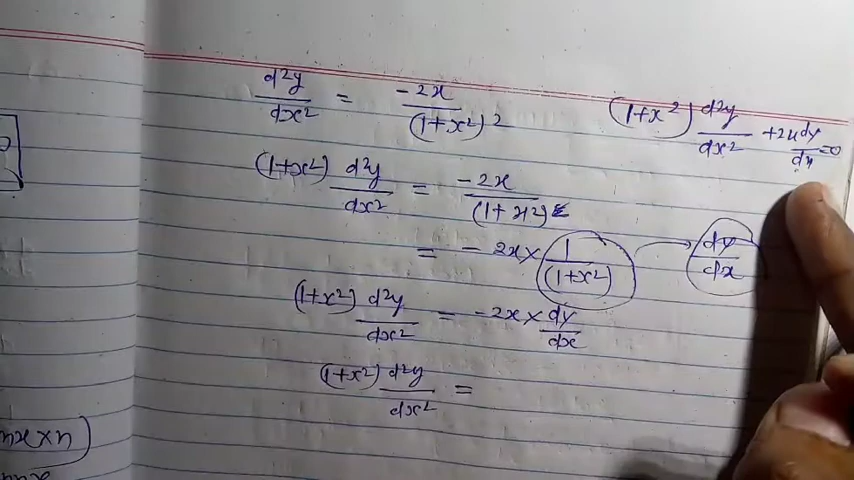 d²y/dx² = -2x/(1+x²)²
(1+x²) d²y/dx² + 2x dy/dx = 0
(1+x²) d²y/dx² = -2x/(1+x²)
= - 2x × 1/(1+x²) → dy/dx
(1+x²) d²y/dx² = -2x × dy/dx
(1+x²) d²y/dx² =
nx×n)